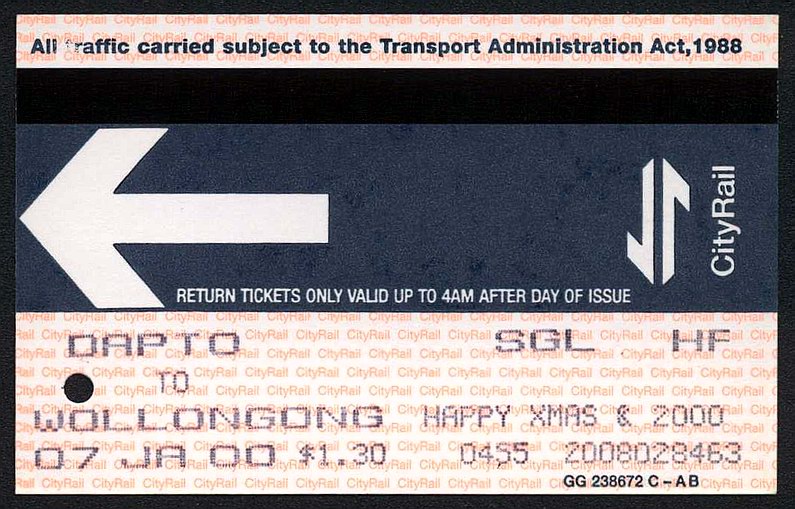 All traffic carried subject to the Transport Administration Act,1988
CityRail
RETURN TICKETS ONLY VALID UP TO 4AM AFTER DAY OF ISSUE
DAPTO SGL HF
TO
WOLLONGONG HAPPY XMAS & 2000
07 JA 00 $1.30 0455 2008028463
GG 238672 C – A B